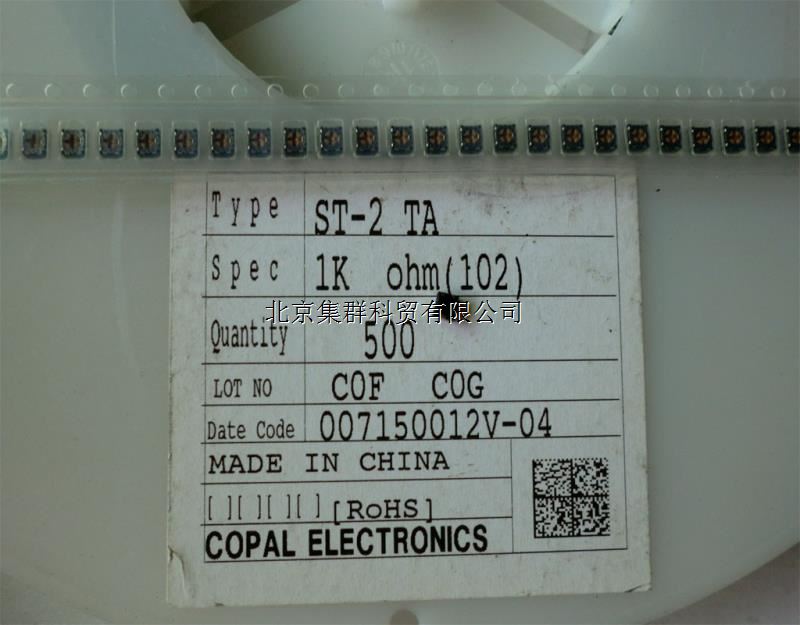 Type ST-2 TA
Spec 1K ohm(102)
北京集群科贸有限公司
Quantity 500
LOT NO COF COG
Date Code 007150012V-04
MADE IN CHINA
[ ][ ][ ][ ][RoHS]
COPAL ELECTRONICS